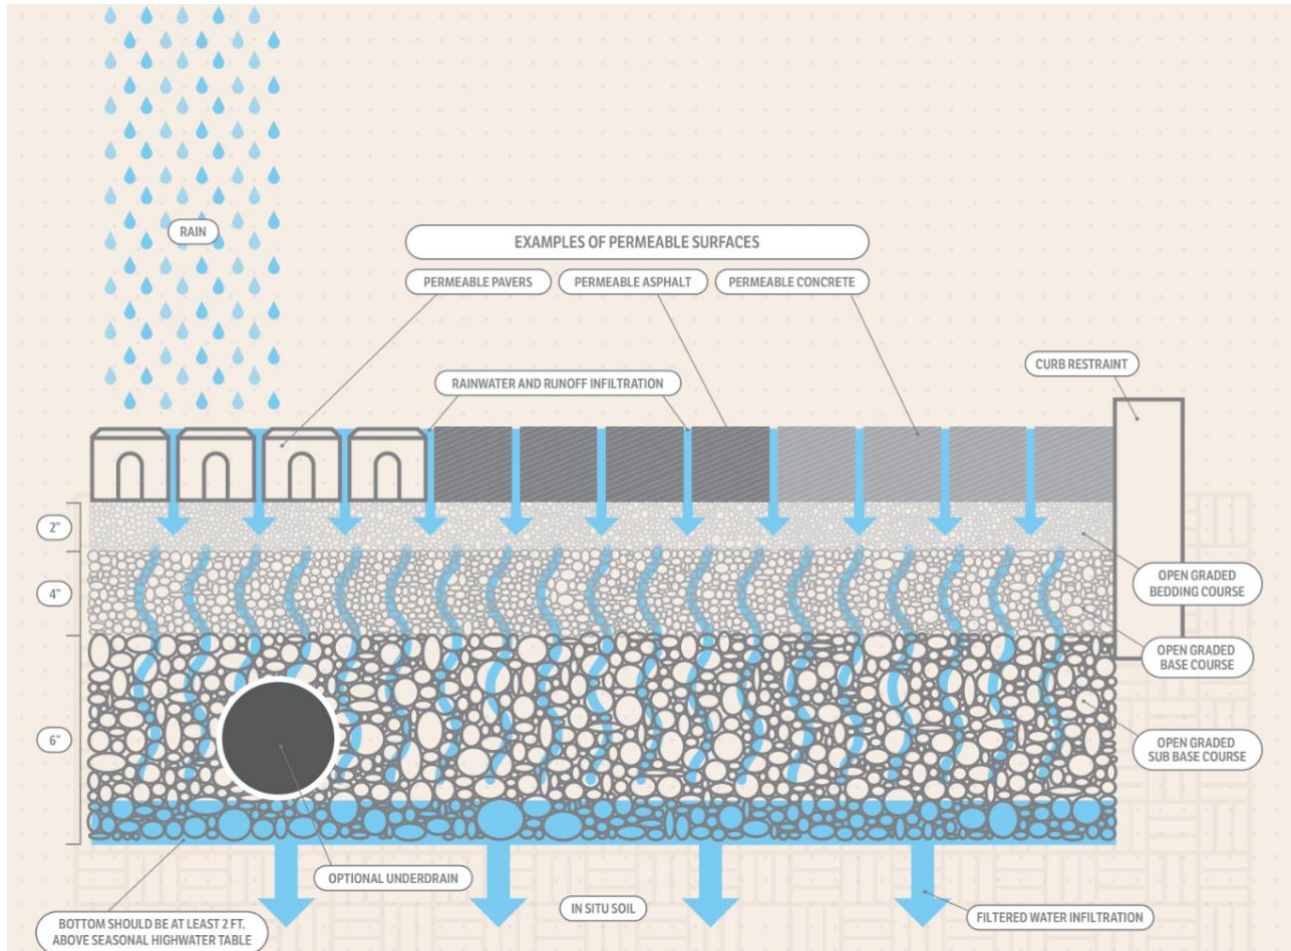 RAIN
EXAMPLES OF PERMEABLE SURFACES
PERMEABLE PAVERS
PERMEABLE ASPHALT
PERMEABLE CONCRETE
CURB RESTRAINT
RAINWATER AND RUNOFF INFILTRATION
2"
4"
6"
OPEN GRADED
BEDDING COURSE
OPEN GRADED
BASE COURSE
OPEN GRADED
SUB BASE COURSE
OPTIONAL UNDERDRAIN
IN SITU SOIL
FILTERED WATER INFILTRATION
BOTTOM SHOULD BE AT LEAST 2 FT.
ABOVE SEASONAL HIGHWATER TABLE